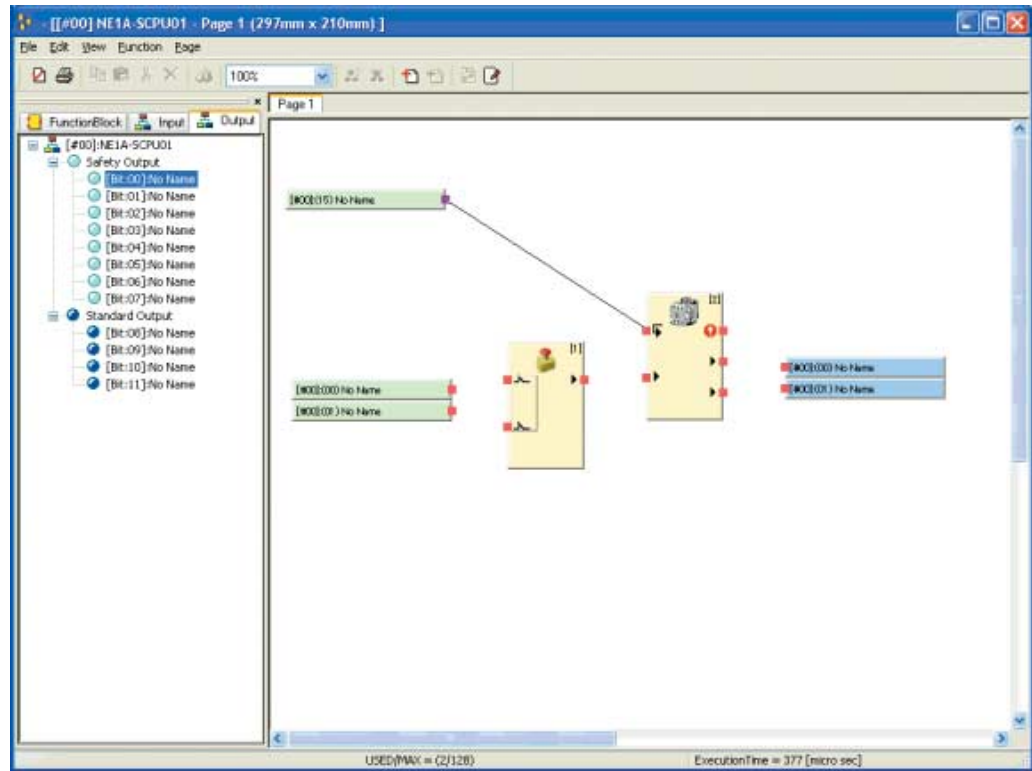 [[#00] NE1A-SCPU01 - Page 1 (297mm x 210mm) ]
File Edit View Function Page
100%
Page 1
FunctionBlock Input Output
[#00]:NE1A-SCPU01
Safety Output
[Bit:00]:No Name
[Bit:01]:No Name
[Bit:02]:No Name
[Bit:03]:No Name
[Bit:04]:No Name
[Bit:05]:No Name
[Bit:06]:No Name
[Bit:07]:No Name
Standard Output
[Bit:08]:No Name
[Bit:09]:No Name
[Bit:10]:No Name
[Bit:11]:No Name
[#00]:(15) No Name
[2]
[1]
[#00]:(00) No Name
[#00]:(01) No Name
[#00]:(00) No Name
[#00]:(01) No Name
USED/MAX = (2/128)
ExecutionTime = 377 [micro sec]